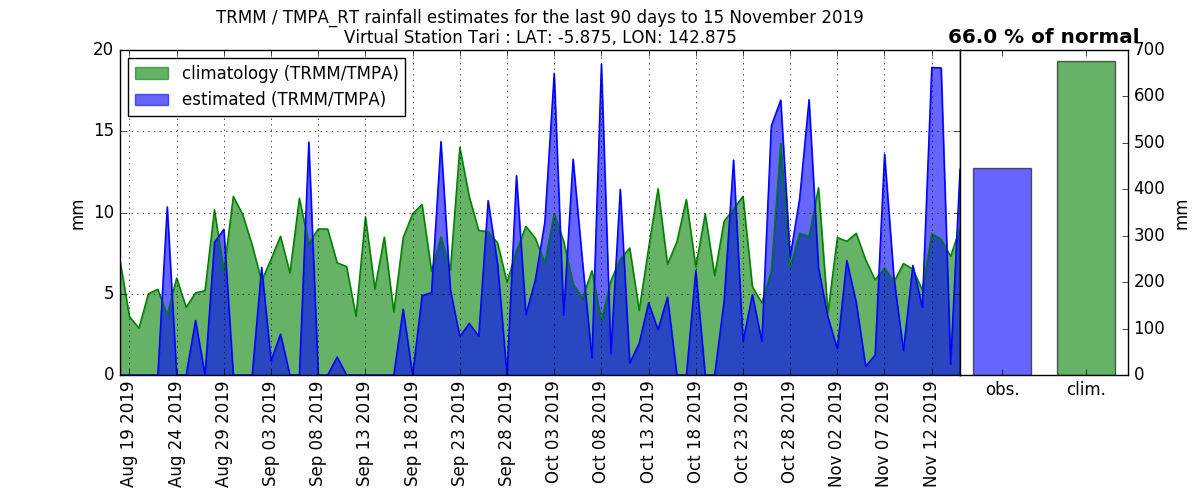 TRMM / TMPA_RT rainfall estimates for the last 90 days to 15 November 2019
Virtual Station Tari : LAT: -5.875, LON: 142.875
66.0 % of normal
climatology (TRMM/TMPA)
estimated (TRMM/TMPA)
20
15
10
5
0
mm
700
600
500
400
300
200
100
0
mm
obs.
clim.
Aug 19 2019
Aug 24 2019
Aug 29 2019
Sep 03 2019
Sep 08 2019
Sep 13 2019
Sep 18 2019
Sep 23 2019
Sep 28 2019
Oct 03 2019
Oct 08 2019
Oct 13 2019
Oct 18 2019
Oct 23 2019
Oct 28 2019
Nov 02 2019
Nov 07 2019
Nov 12 2019